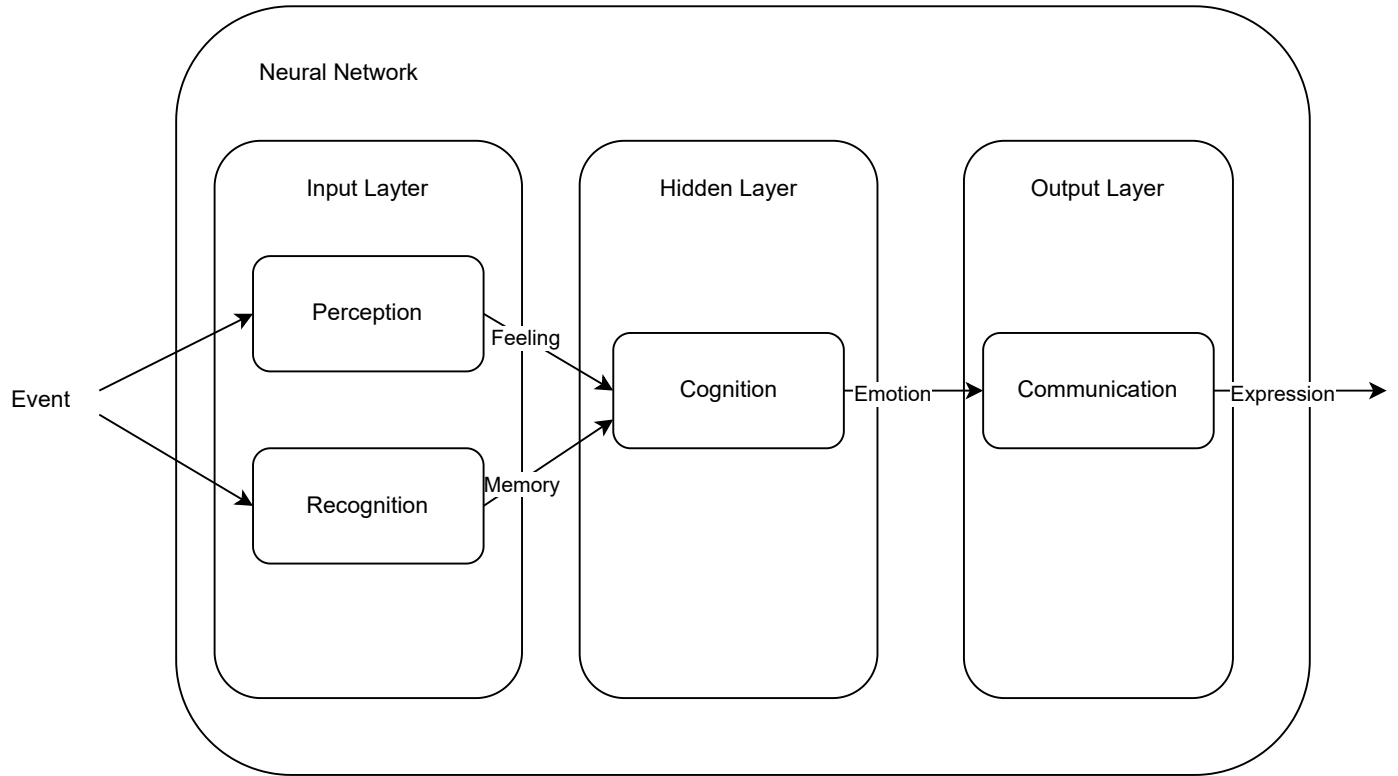 Neural Network
Input Layter
Hidden Layer
Output Layer
Perception
Feeling
Event
Cognition
Emotion
Communication
Expression
Memory
Recognition